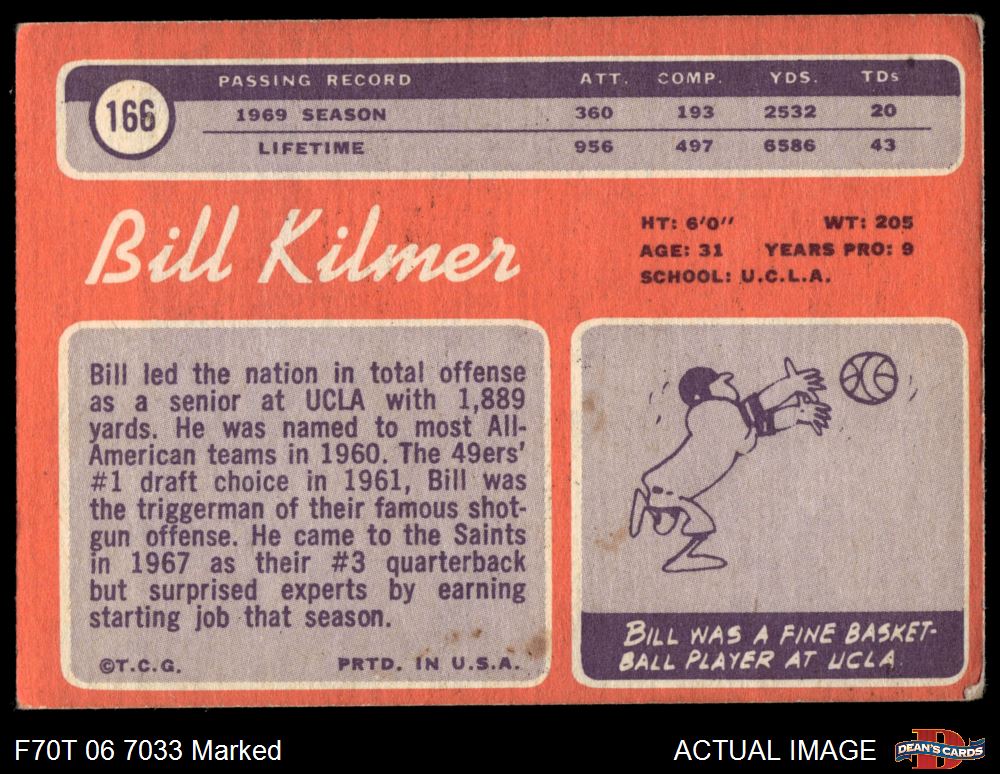 166
PASSING RECORD ATT. COMP. YDS. TDs
1969 SEASON 360 193 2532 20
LIFETIME 956 497 6586 43
Bill Kilmer
HT: 6'0" WT: 205
AGE: 31 YEARS PRO: 9
SCHOOL: U.C.L.A.
Bill led the nation in total offense
as a senior at UCLA with 1,889
yards. He was named to most All-
American teams in 1960. The 49ers'
#1 draft choice in 1961, Bill was
the triggerman of their famous shot-
gun offense. He came to the Saints
in 1967 as their #3 quarterback
but surprised experts by earning
starting job that season.
©T.C.G. PRTD. IN U.S.A.
BILL WAS A FINE BASKET-
BALL PLAYER AT UCLA.
F70T 06 7033 Marked
ACTUAL IMAGE
D
DEAN'S CARDS